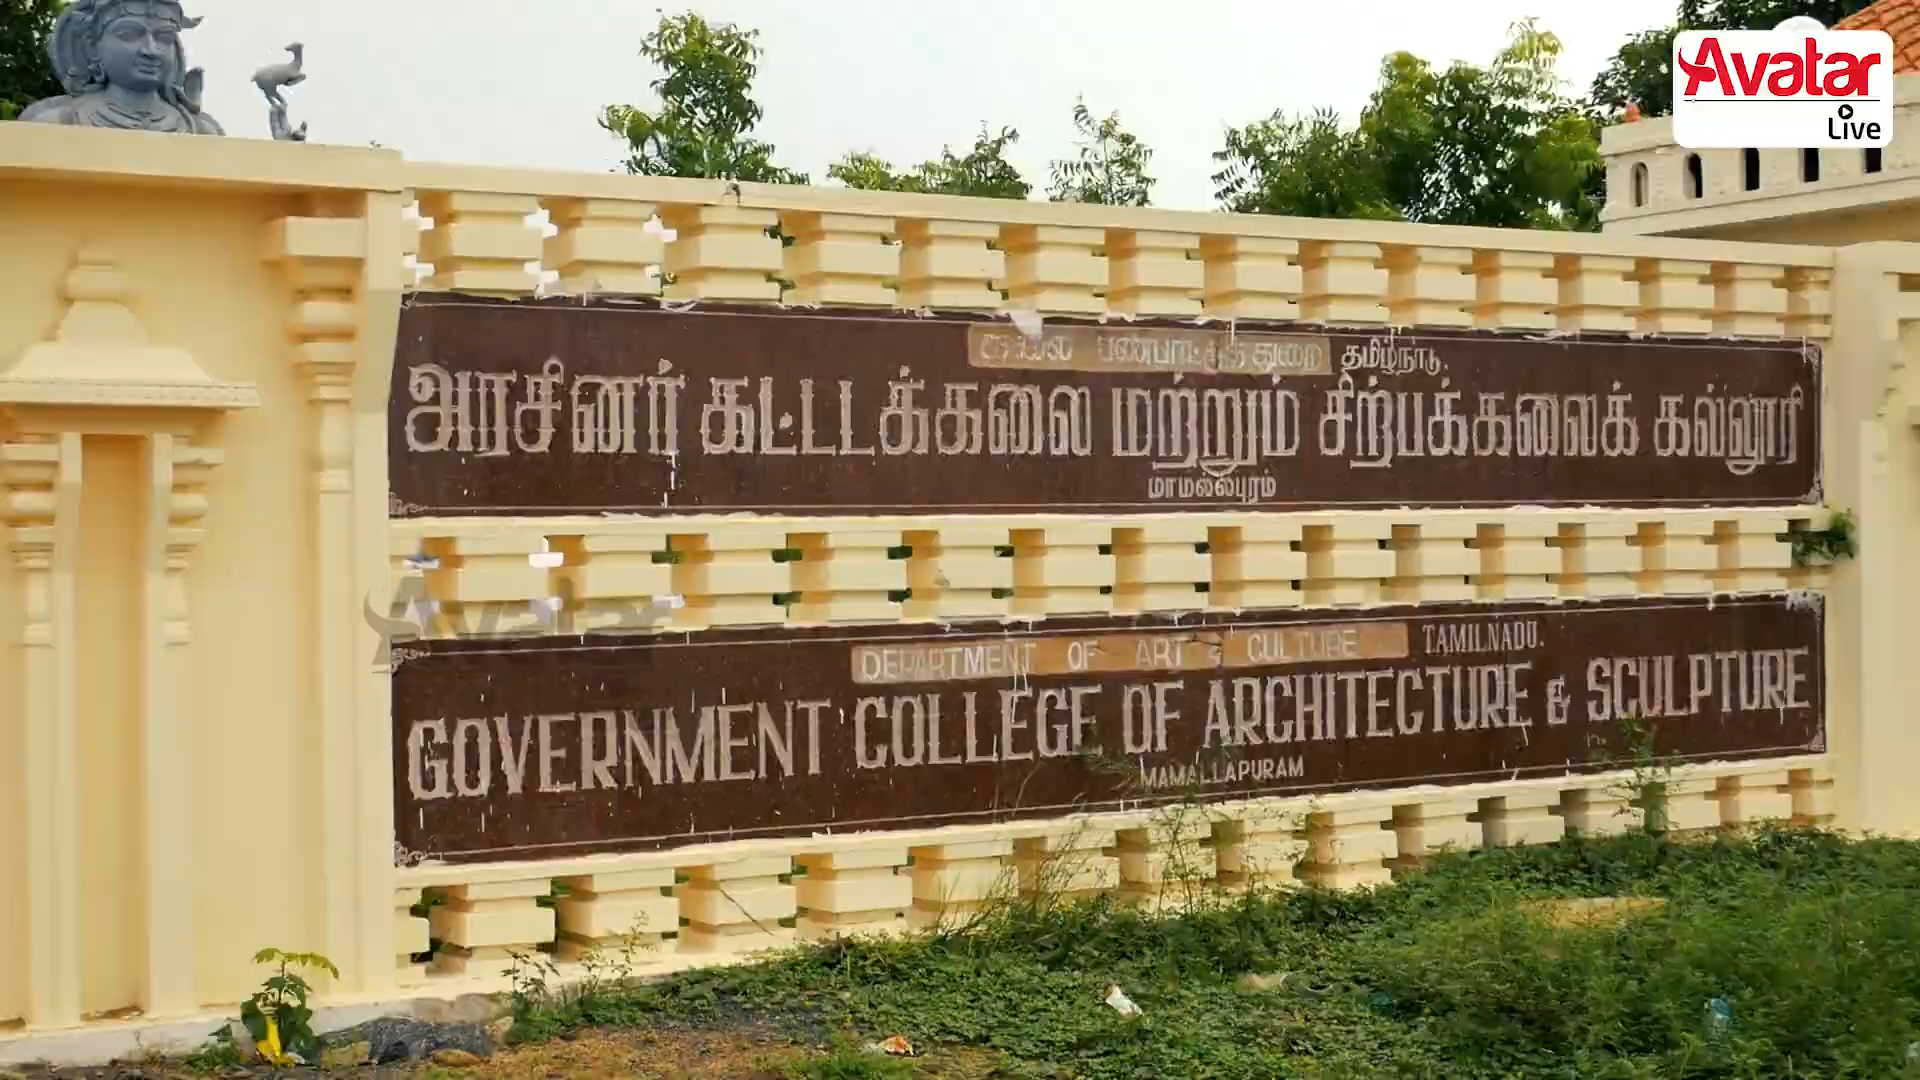 Avatar
Live
கலை பண்பாட்டுத் துறை தமிழ்நாடு.
அரசினர் கட்டடக்கலை மற்றும் சிற்பக்கலைக் கல்லூரி
மாமல்லபுரம்
Avatar
DEPARTMENT OF ART & CULTURE TAMILNADU.
GOVERNMENT COLLEGE OF ARCHITECTURE & SCULPTURE
MAMALLAPURAM